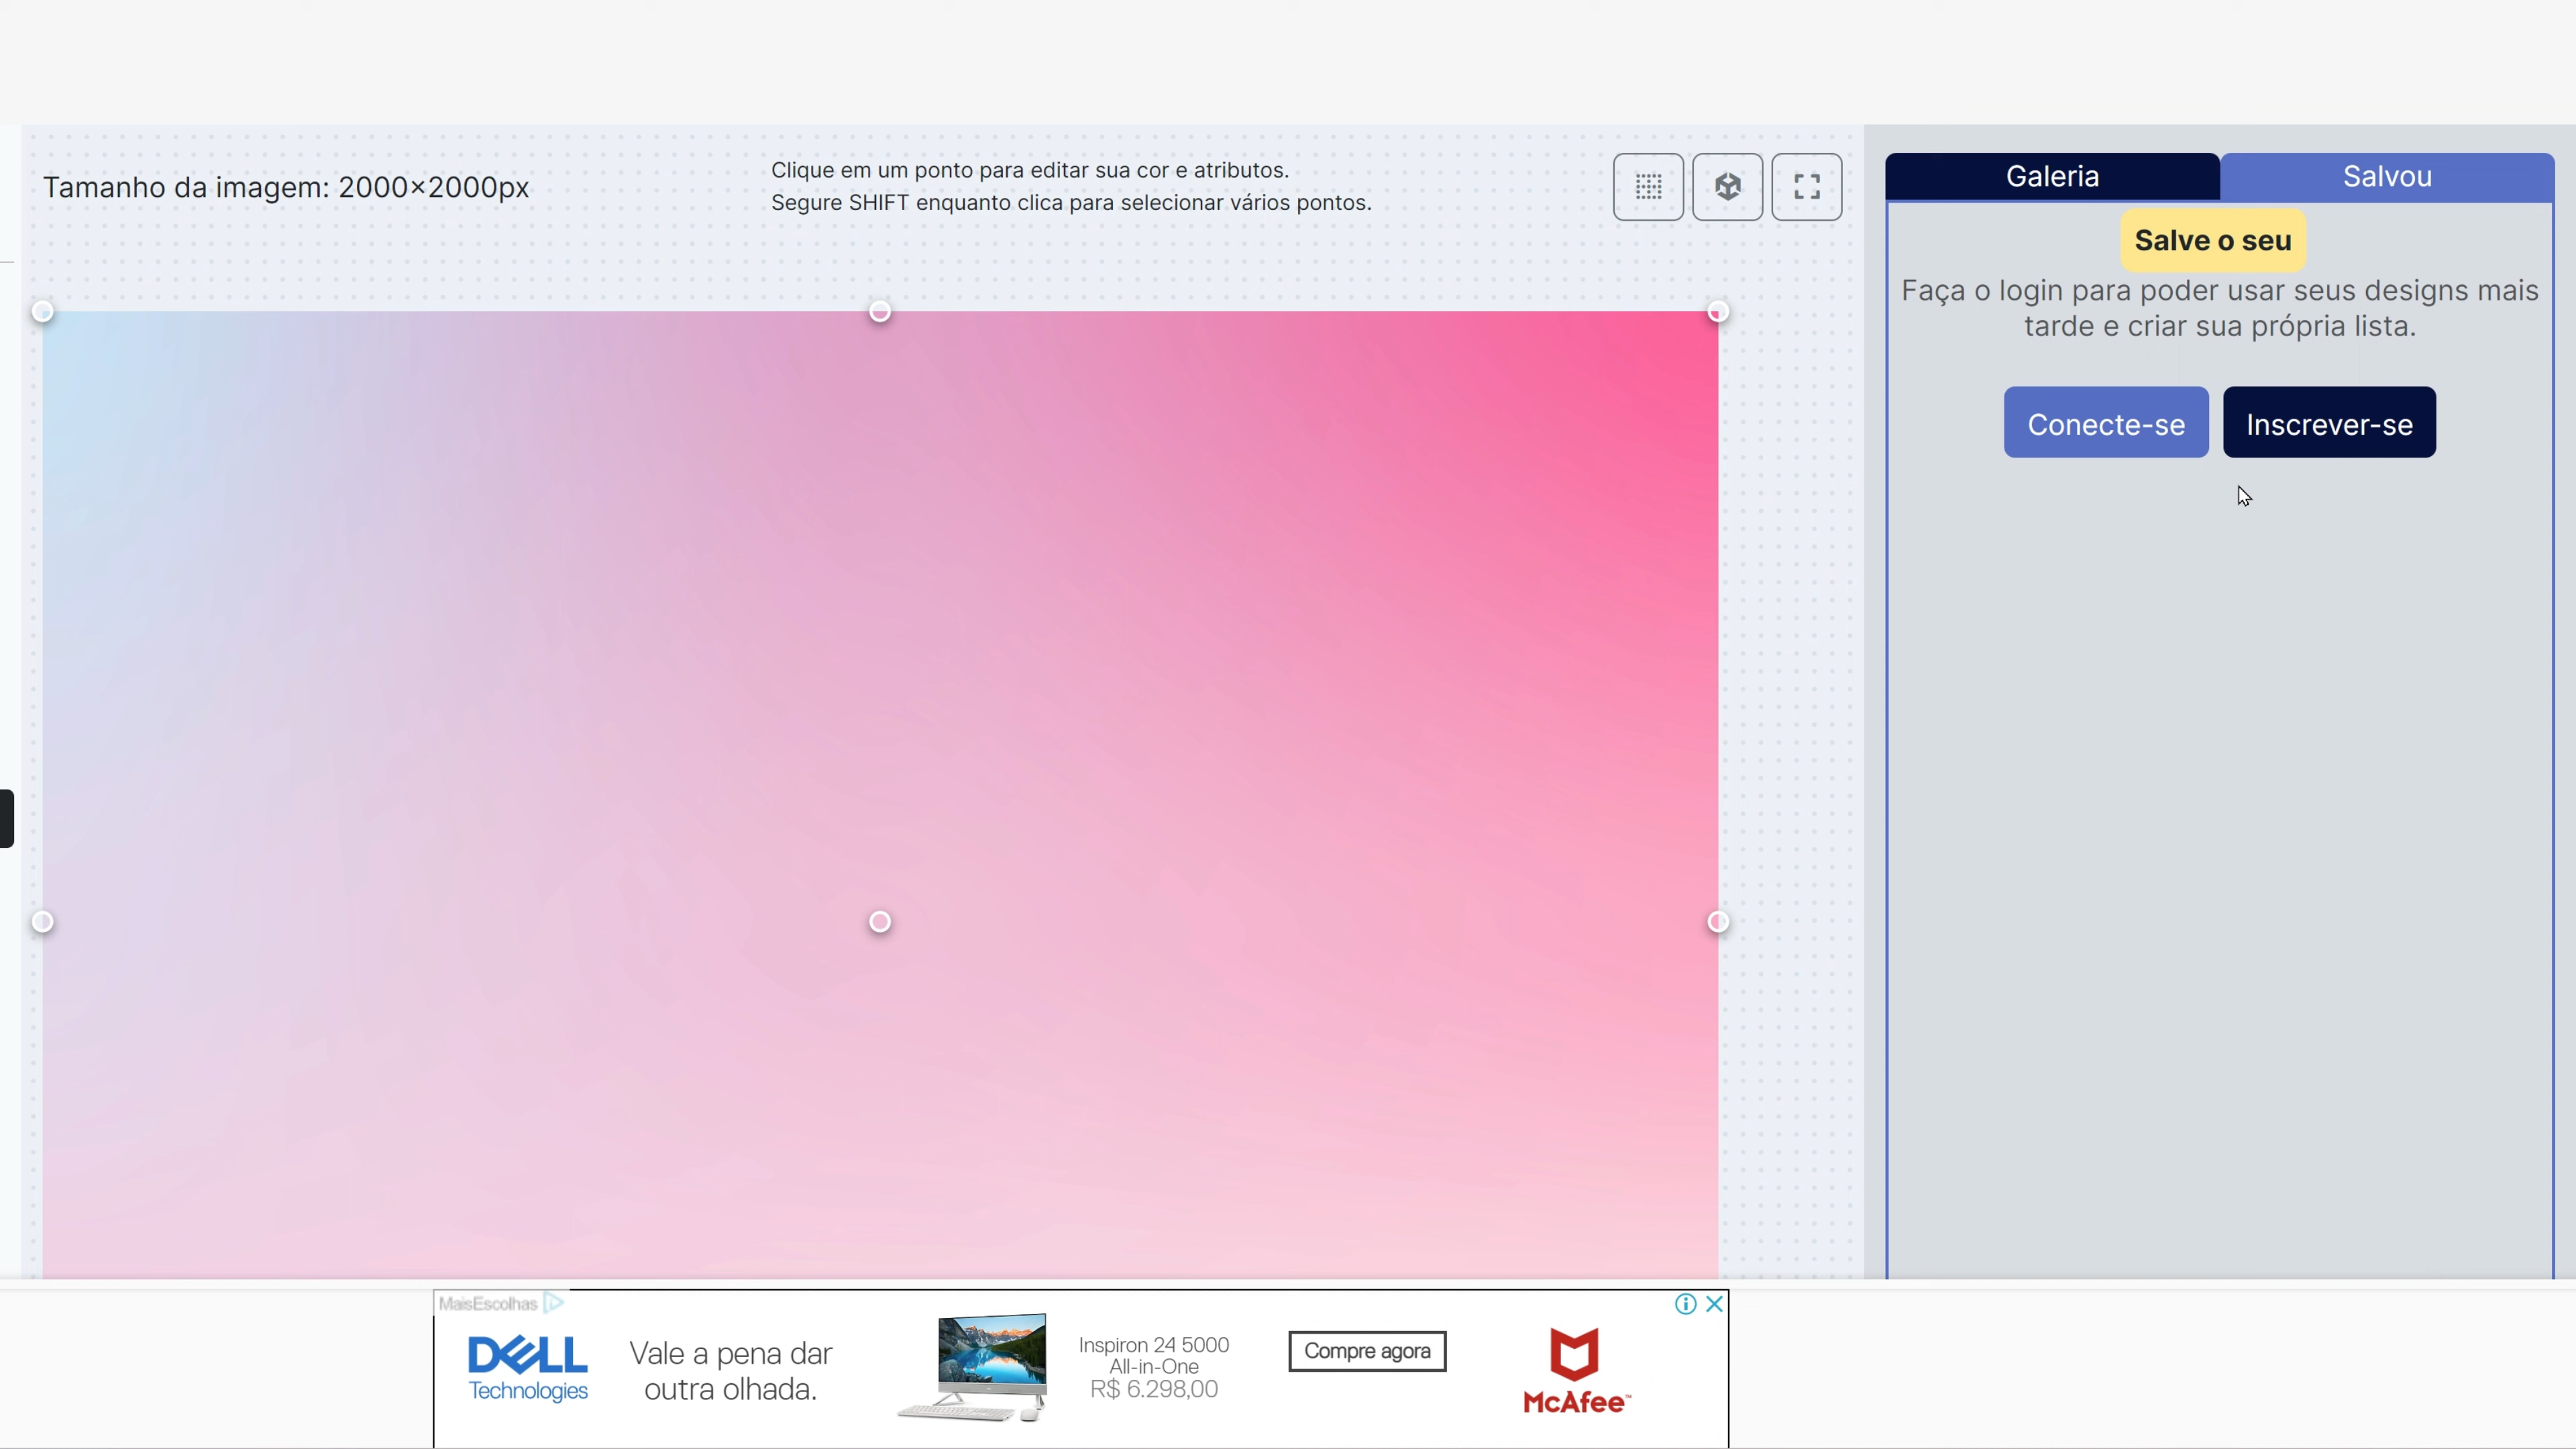 Tamanho da imagem: 2000×2000px
Clique em um ponto para editar sua cor e atributos.
Segure SHIFT enquanto clica para selecionar vários pontos.
Galeria
Salvou
Salve o seu
Faça o login para poder usar seus designs mais
tarde e criar sua própria lista.
Conecte-se
Inscrever-se
MaisEscolhas
DELL
Technologies
Vale a pena dar
outra olhada.
Inspiron 24 5000
All-in-One
R$ 6.298,00
Compre agora
McAfee™